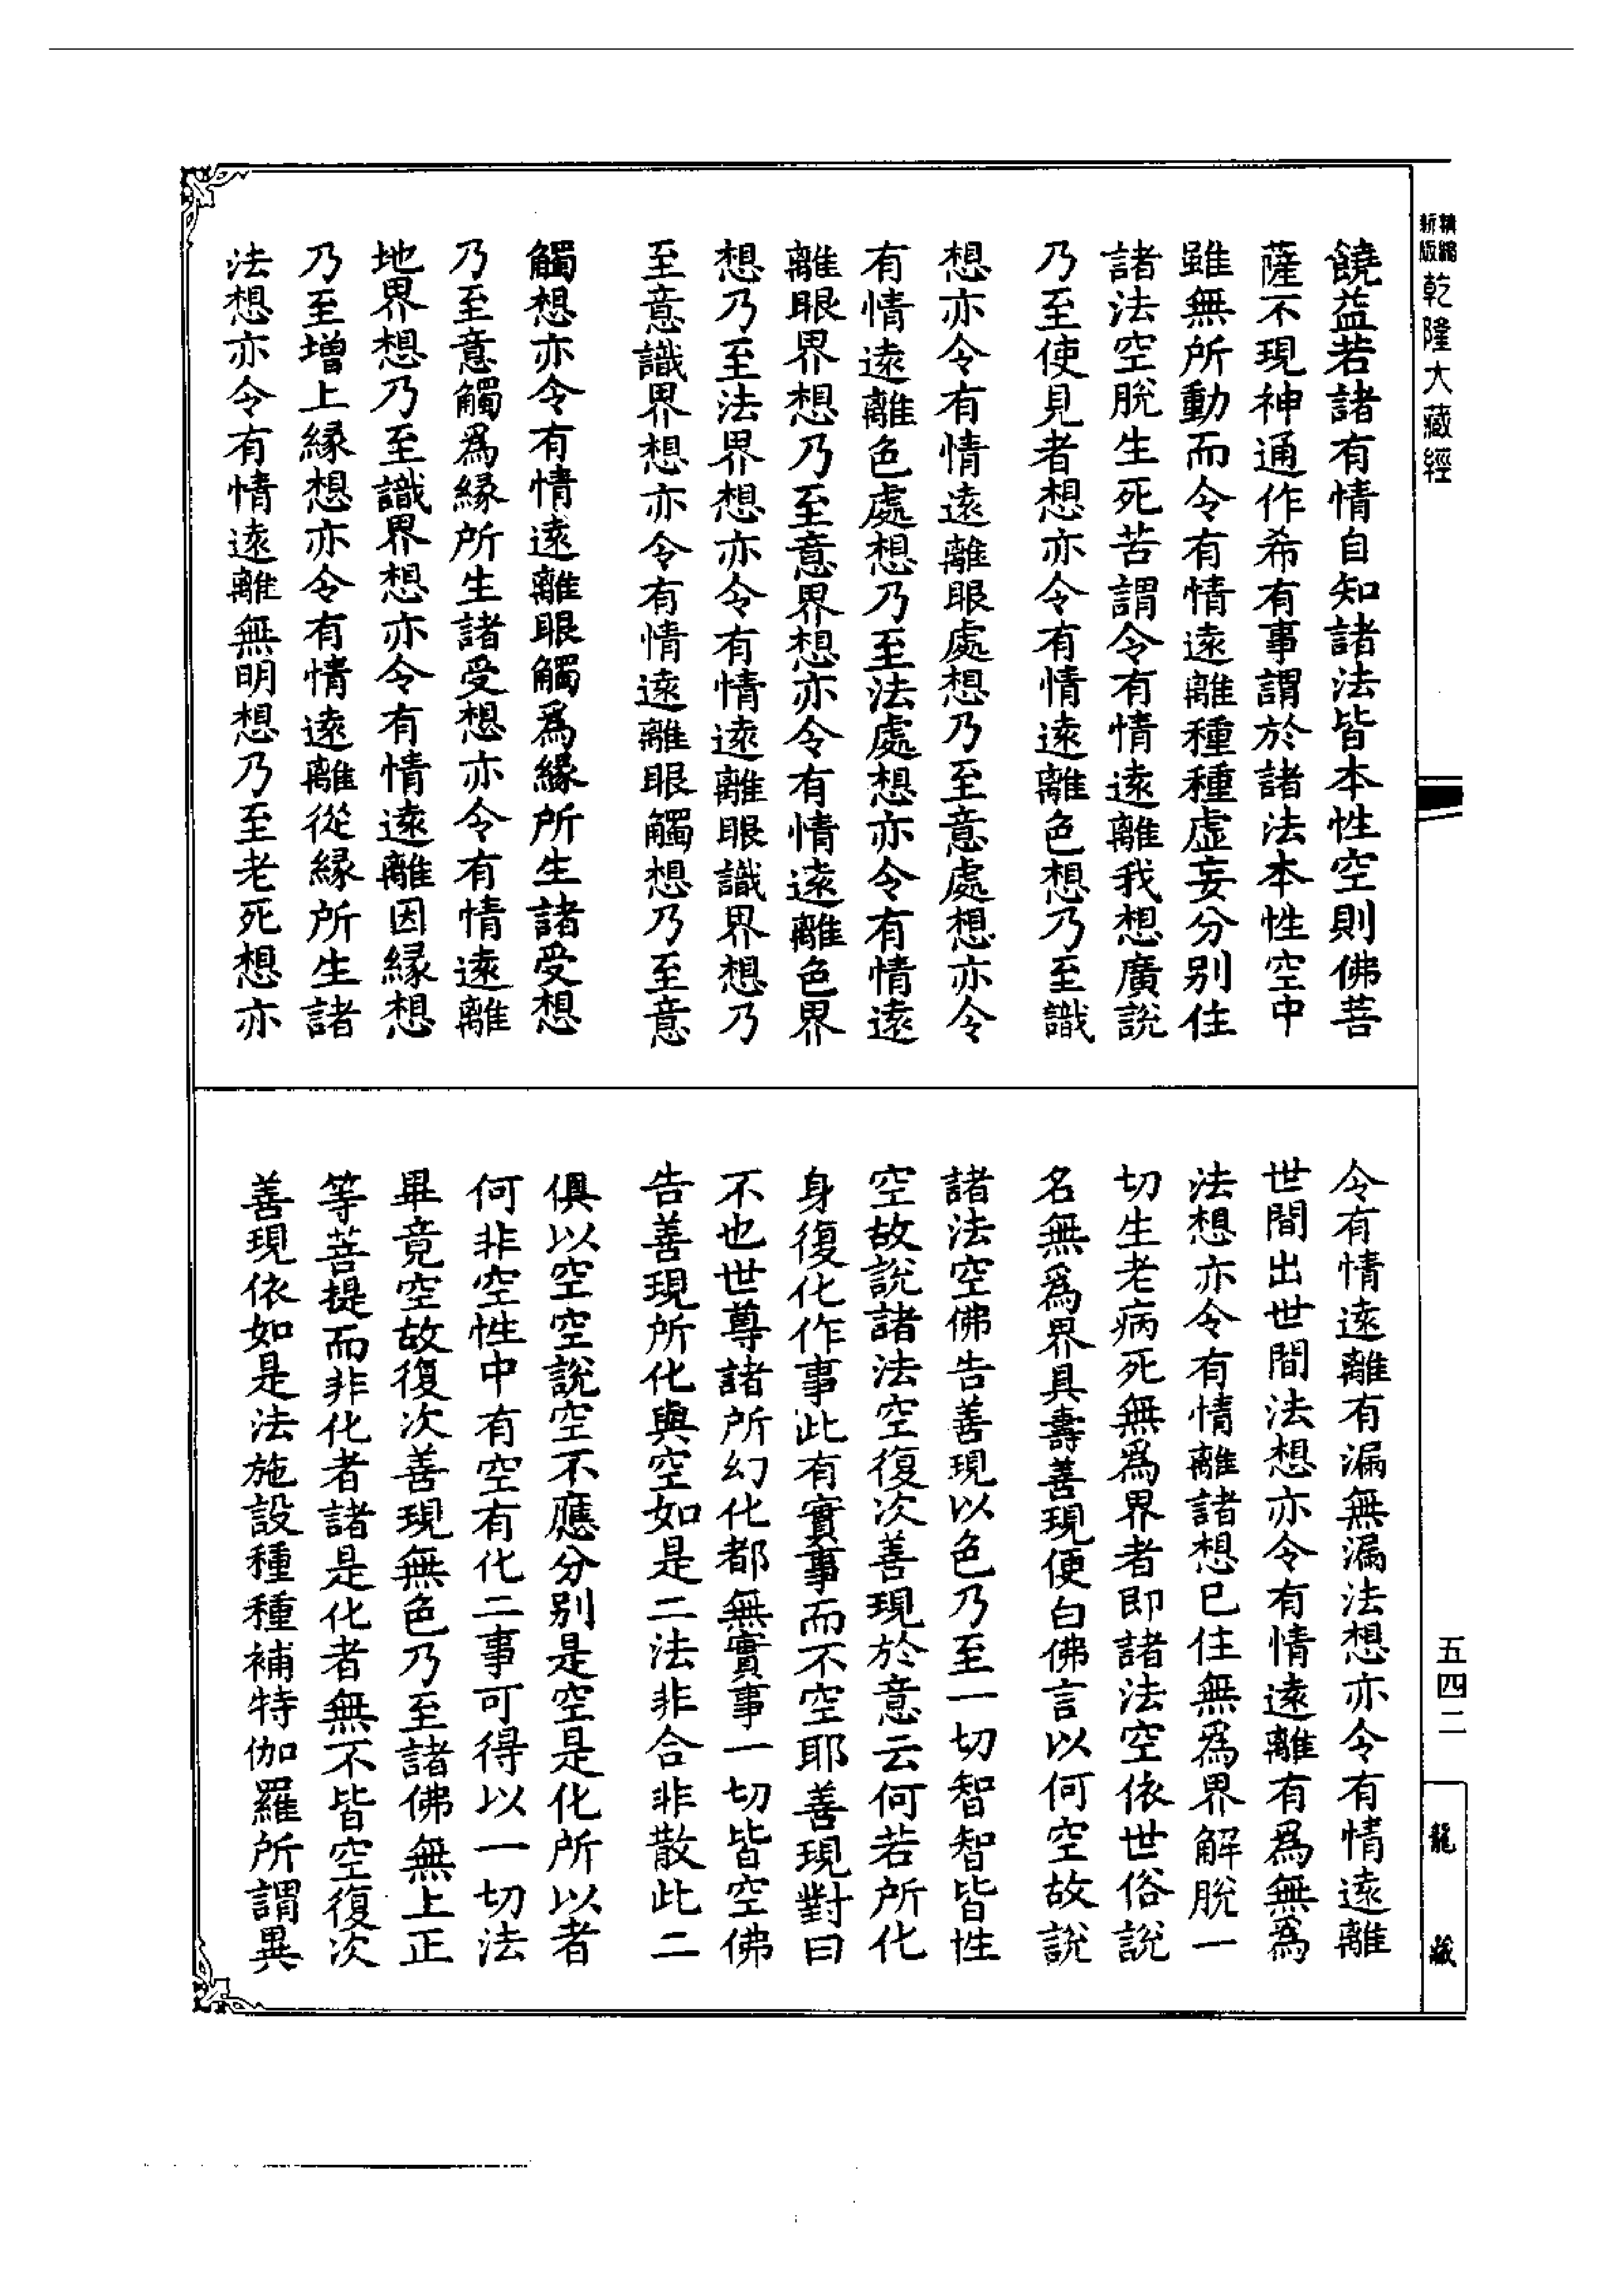 新版精縮乾隆大藏經
饒益若諸有情自知諸法皆本性空則佛菩
薩不現神通作希有事謂於諸法本性空中
雖無所動而令有情遠離種種虛妄分別住
諸法空脫生死苦謂令有情遠離我想廣說
乃至使見者想亦令有情遠離色想乃至識
想亦令有情遠離眼處想乃至意處想亦令
有情遠離色處想乃至法處想亦令有情遠
離眼界想乃至意界想亦令有情遠離色界
想乃至法界想亦令有情遠離眼識界想乃
至意識界想亦令有情遠離眼觸想乃至意
觸想亦令有情遠離眼觸爲緣所生諸受想
乃至意觸爲緣所生諸受想亦令有情遠離
地界想乃至識界想亦令有情遠離因緣想
乃至增上緣想亦令有情遠離從緣所生諸
法想亦令有情遠離無明想乃至老死想亦
令有情遠離有漏無漏法想亦令有情遠離
世間出世間法想亦令有情遠離有爲無爲
法想亦令有情離諸想已住無爲界解脫一
切生老病死無爲界者即諸法空依世俗說
名無爲界具壽善現便白佛言以何空故說
諸法空佛告善現以色乃至一切智智皆性
空故說諸法空復次善現於意云何若所化
身復化作事此有實事而不空耶善現對曰
不也世尊諸所幻化都無實事一切皆空佛
告善現所化與空如是二法非合非散此二
俱以空空說空不應分別是空是化所以者
何非空性中有空有化二事可得以一切法
畢竟空故復次善現無色乃至諸佛無上正
等菩提而非化者諸是化者無不皆空復次
善現依如是法施設種種補特伽羅所謂異
五四二
龍藏